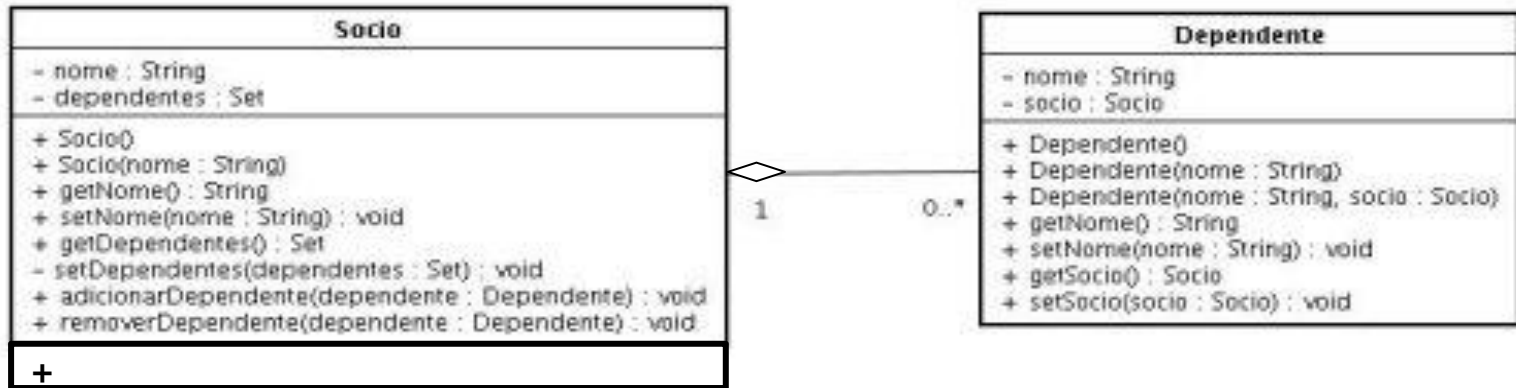 Socio
- nome : String
- dependentes : Set
+ Socio()
+ Socio(nome : String)
+ getNome() : String
+ setNome(nome : String) : void
+ getDependentes() : Set
- setDependentes(dependentes : Set) : void
+ adicionarDependente(dependente : Dependente) : void
+ removerDependente(dependente : Dependente) : void
+
1
0..*
Dependente
- nome : String
- socio : Socio
+ Dependente()
+ Dependente(nome : String)
+ Dependente(nome : String, socio : Socio)
+ getNome() : String
+ setNome(nome : String) : void
+ getSocio() : Socio
+ setSocio(socio : Socio) : void